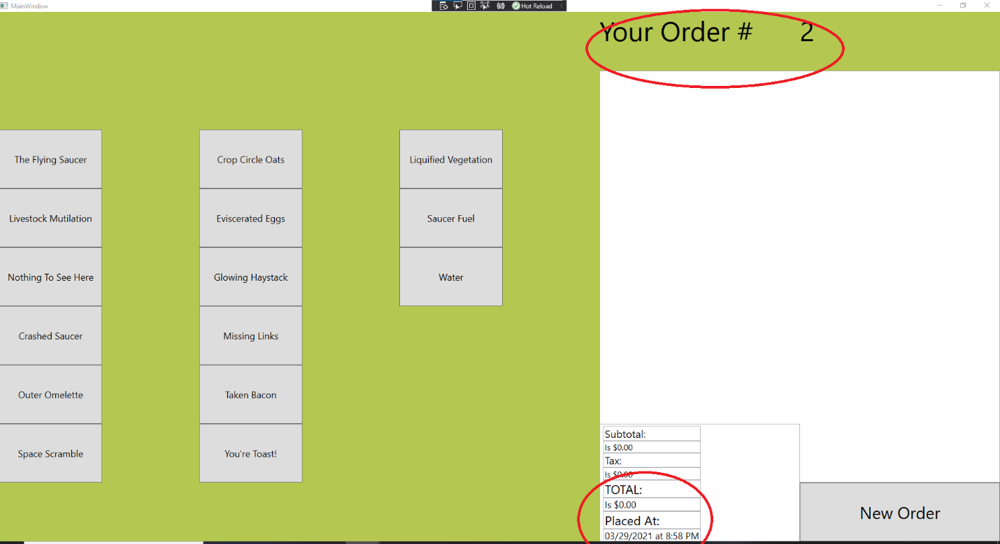 MainWindow
Hot Reload
Your Order # 2
The Flying Saucer
Livestock Mutilation
Nothing To See Here
Crashed Saucer
Outer Omelette
Space Scramble
Crop Circle Oats
Eviscerated Eggs
Glowing Haystack
Missing Links
Taken Bacon
You're Toast!
Liquified Vegetation
Saucer Fuel
Water
Subtotal:
Is $0.00
Tax:
Is $0.00
TOTAL:
Is $0.00
Placed At:
03/29/2021 at 8:58 PM
New Order